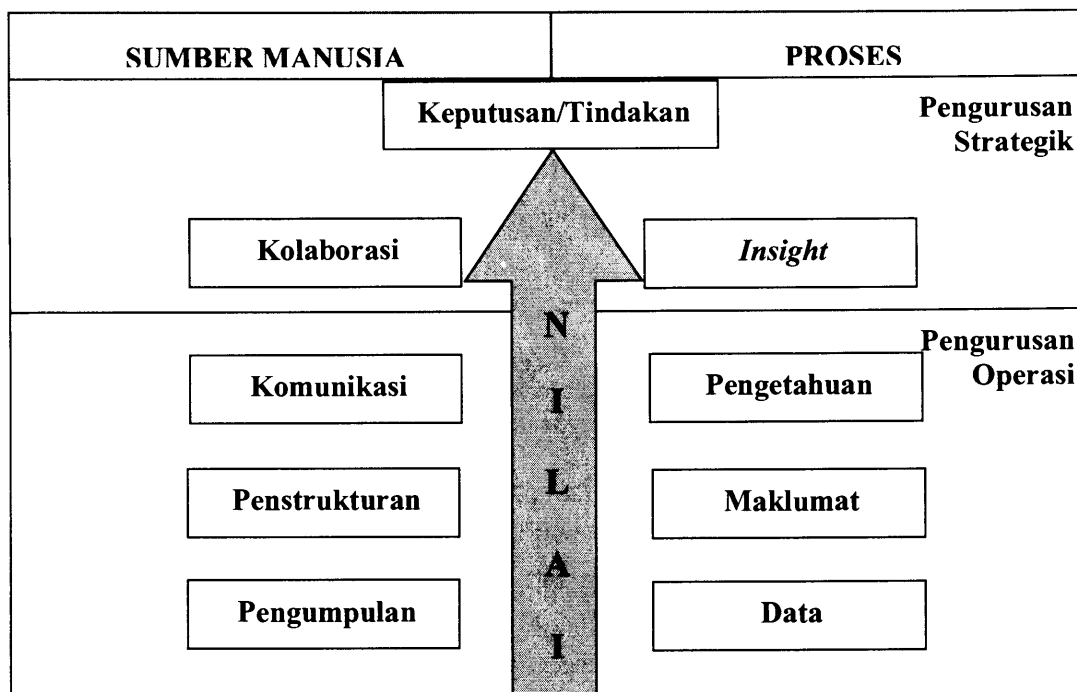 SUMBER MANUSIA
PROSES
Keputusan/Tindakan
Pengurusan
Strategik
Kolaborasi
Insight
N
I
L
A
I
Pengurusan
Operasi
Komunikasi
Pengetahuan
Penstrukturan
Maklumat
Pengumpulan
Data